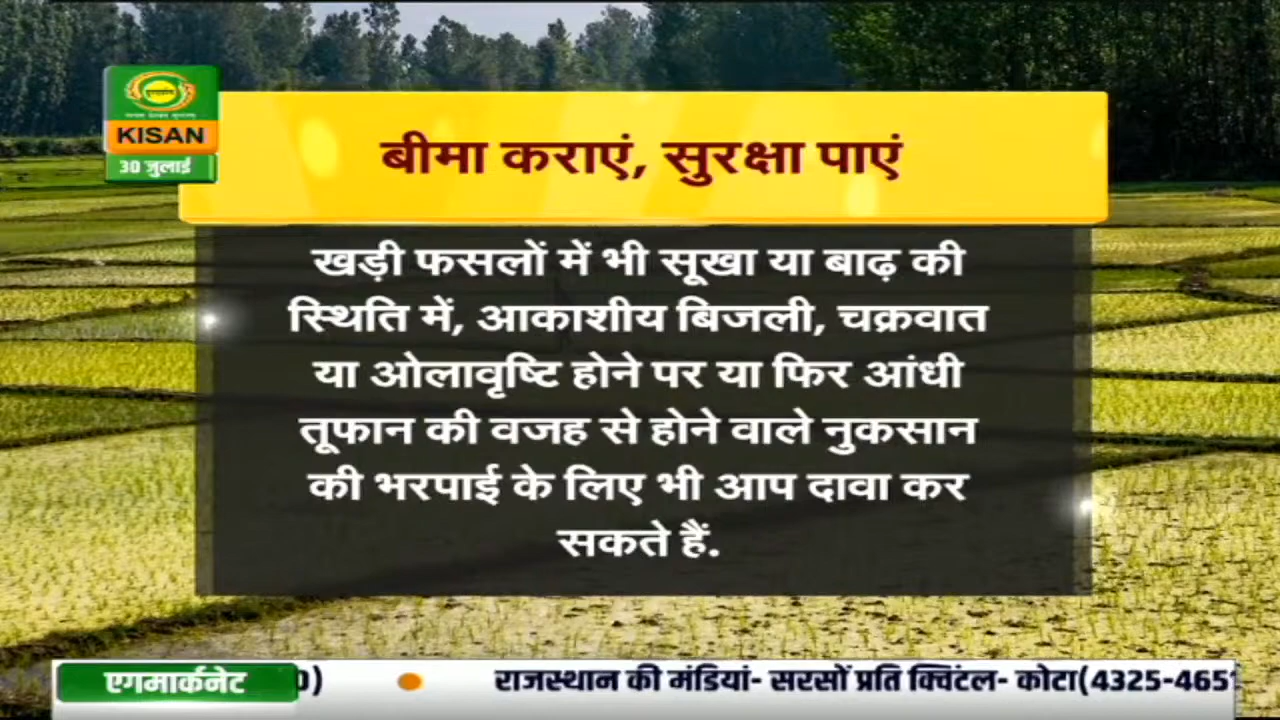 KISAN
30 जुलाई
बीमा कराएं, सुरक्षा पाएं
खड़ी फसलों में भी सूखा या बाढ़ की
स्थिति में, आकाशीय बिजली, चक्रवात
या ओलावृष्टि होने पर या फिर आंधी
तूफान की वजह से होने वाले नुकसान
की भरपाई के लिए भी आप दावा कर
सकते हैं.
एगमार्कनेट 0) राजस्थान की मंडियां- सरसों प्रति क्विंटल- कोटा(4325-465